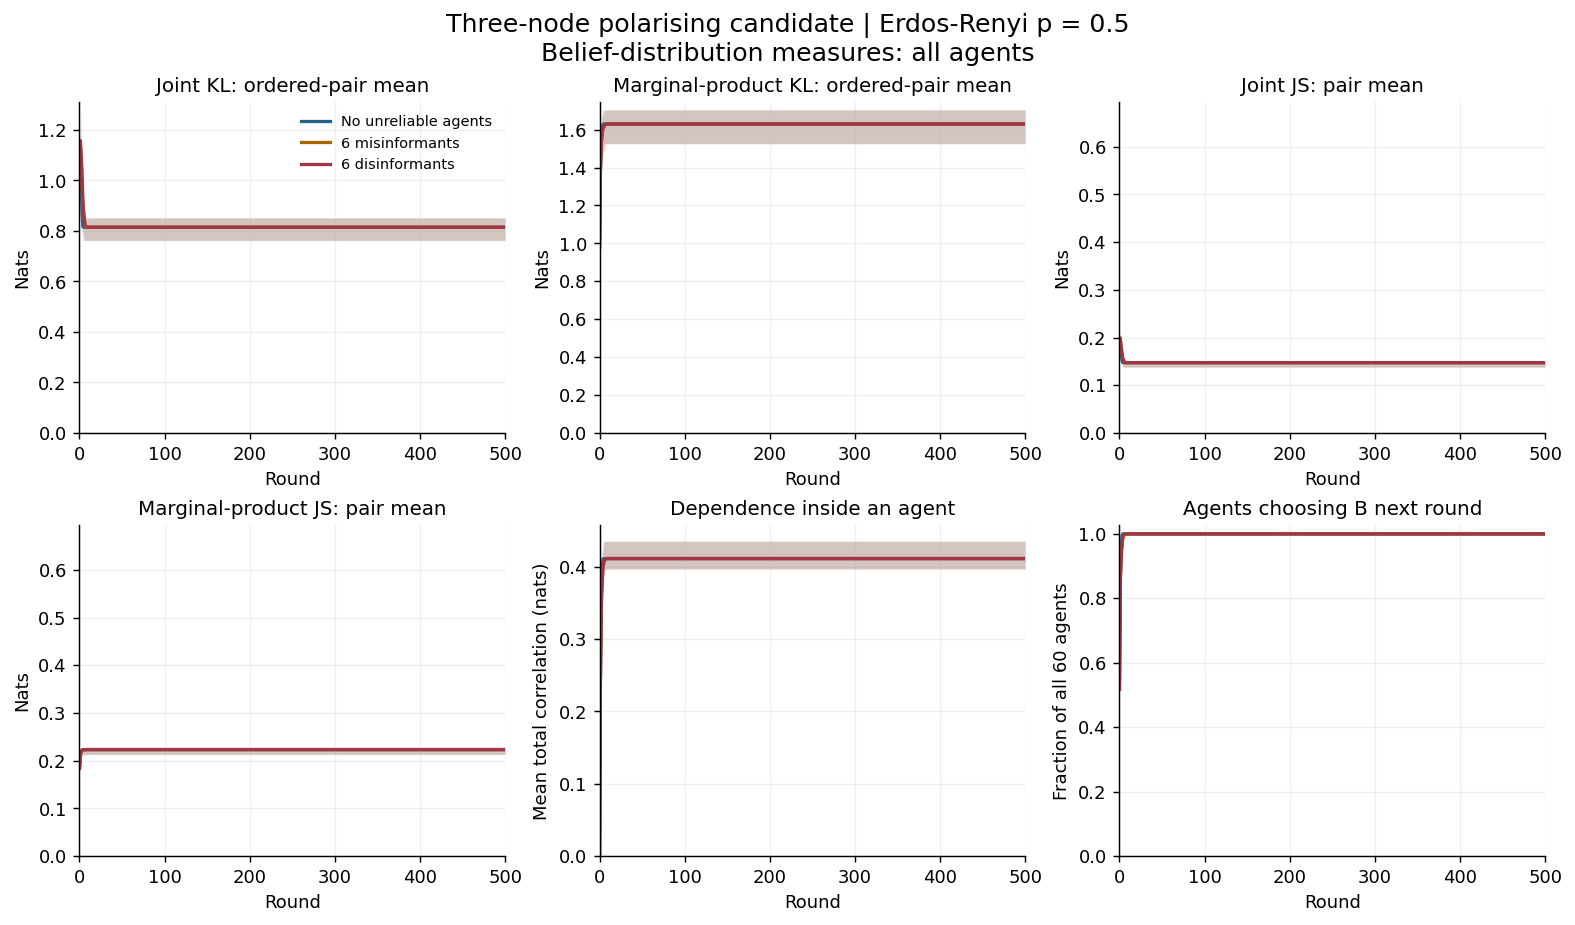 Three-node polarising candidate | Erdos-Renyi p = 0.5
Belief-distribution measures: all agents
Joint KL: ordered-pair mean
No unreliable agents
6 misinformants
6 disinformants
Nats
1.2
1.0
0.8
0.6
0.4
0.2
0.0
0 100 200 300 400 500
Round
Marginal-product KL: ordered-pair mean
Nats
1.6
1.4
1.2
1.0
0.8
0.6
0.4
0.2
0.0
0 100 200 300 400 500
Round
Joint JS: pair mean
Nats
0.6
0.5
0.4
0.3
0.2
0.1
0.0
0 100 200 300 400 500
Round
Marginal-product JS: pair mean
Nats
0.6
0.5
0.4
0.3
0.2
0.1
0.0
0 100 200 300 400 500
Round
Dependence inside an agent
Mean total correlation (nats)
0.4
0.3
0.2
0.1
0.0
0 100 200 300 400 500
Round
Agents choosing B next round
Fraction of all 60 agents
1.0
0.8
0.6
0.4
0.2
0.0
0 100 200 300 400 500
Round